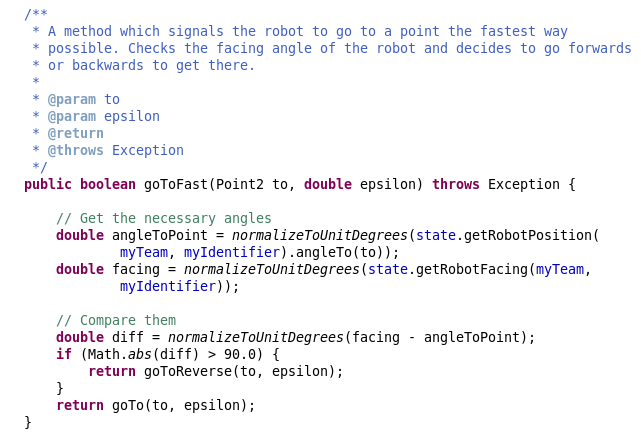 /**
 * A method which signals the robot to go to a point the fastest way
 * possible. Checks the facing angle of the robot and decides to go forwards
 * or backwards to get there.
 *
 * @param to
 * @param epsilon
 * @return
 * @throws Exception
 */
public boolean goToFast(Point2 to, double epsilon) throws Exception {

    // Get the necessary angles
    double angleToPoint = normalizeToUnitDegrees(state.getRobotPosition(
            myTeam, myIdentifier).angleTo(to));
    double facing = normalizeToUnitDegrees(state.getRobotFacing(myTeam,
            myIdentifier));

    // Compare them
    double diff = normalizeToUnitDegrees(facing - angleToPoint);
    if (Math.abs(diff) > 90.0) {
        return goToReverse(to, epsilon);
    }
    return goTo(to, epsilon);
}